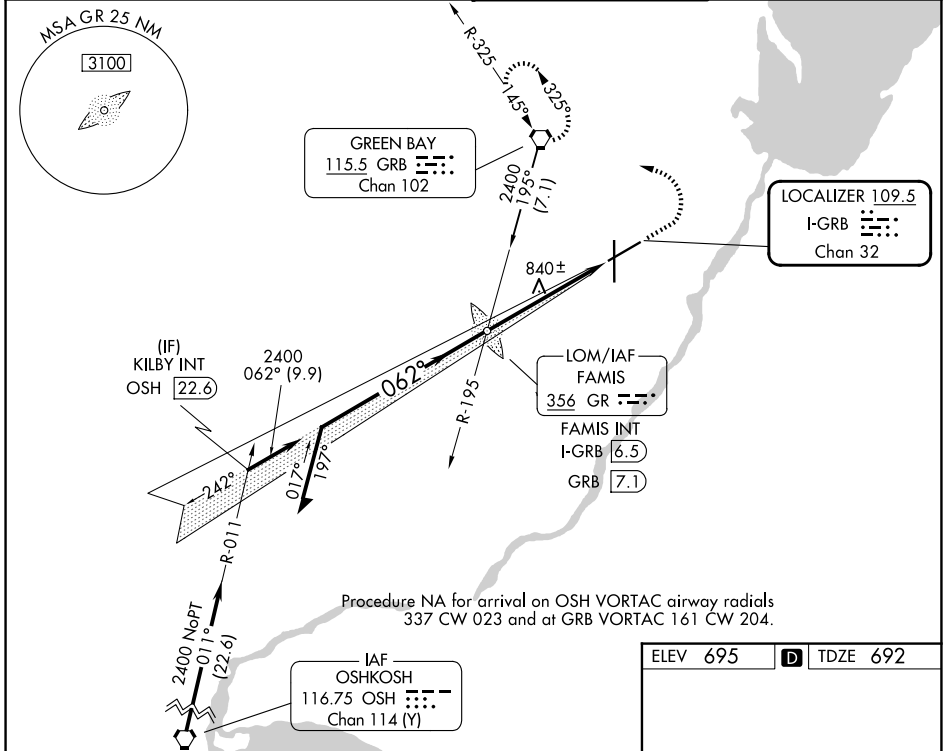 MSA GR 25 NM
3100
R-325
145°
325°
GREEN BAY
115.5 GRB
Chan 102
2400
195°
(7.1)
LOCALIZER 109.5
I-GRB
Chan 32
840±
(IF)
KILBY INT
OSH 22.6
2400
062° (9.9)
062°
LOM/IAF
FAMIS
356 GR
FAMIS INT
I-GRB 6.5
GRB 7.1
R-195
242°
017°
197°
R-011
2400 NoPT
011°
(22.6)
Procedure NA for arrival on OSH VORTAC airway radials
337 CW 023 and at GRB VORTAC 161 CW 204.
IAF
OSHKOSH
116.75 OSH
Chan 114 (Y)
ELEV 695 D TDZE 692